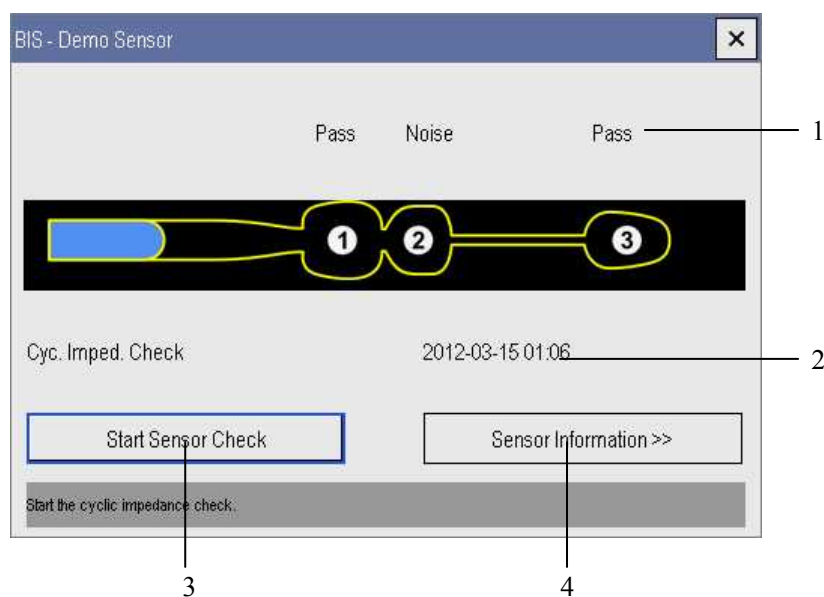 BIS - Demo Sensor
Pass Noise Pass 1
1 2 3
Cyc. Imped. Check 2012-03-15 01:06 2
Start Sensor Check Sensor Information >>
Start the cyclic impedance check.
3 4